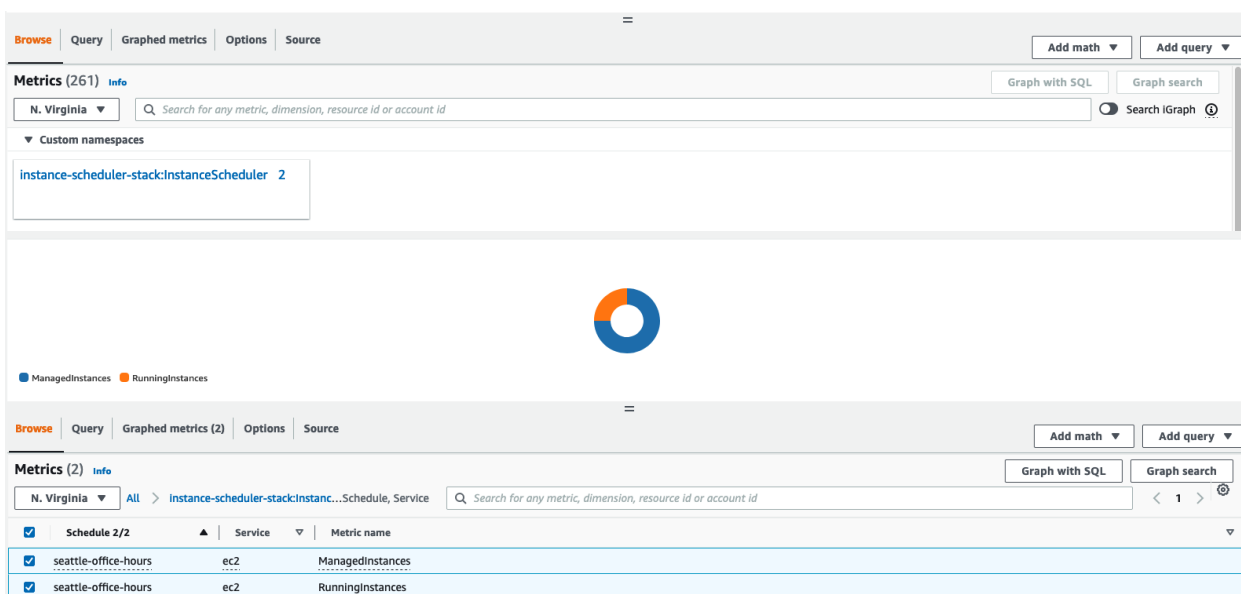 Browse Query Graphed metrics Options Source
Add math ▼ Add query ▼
Metrics (261) Info
Graph with SQL Graph search
N. Virginia ▼ Search for any metric, dimension, resource id or account id Search iGraph
▼ Custom namespaces
instance-scheduler-stack:InstanceScheduler 2
ManagedInstances RunningInstances
Browse Query Graphed metrics (2) Options Source
Add math ▼ Add query ▼
Metrics (2) Info
Graph with SQL Graph search
N. Virginia ▼ All > instance-scheduler-stack:Instanc...Schedule, Service Search for any metric, dimension, resource id or account id < 1 >
Schedule 2/2 ▲ Service ▽ Metric name ▽
seattle-office-hours ec2 ManagedInstances
seattle-office-hours ec2 RunningInstances